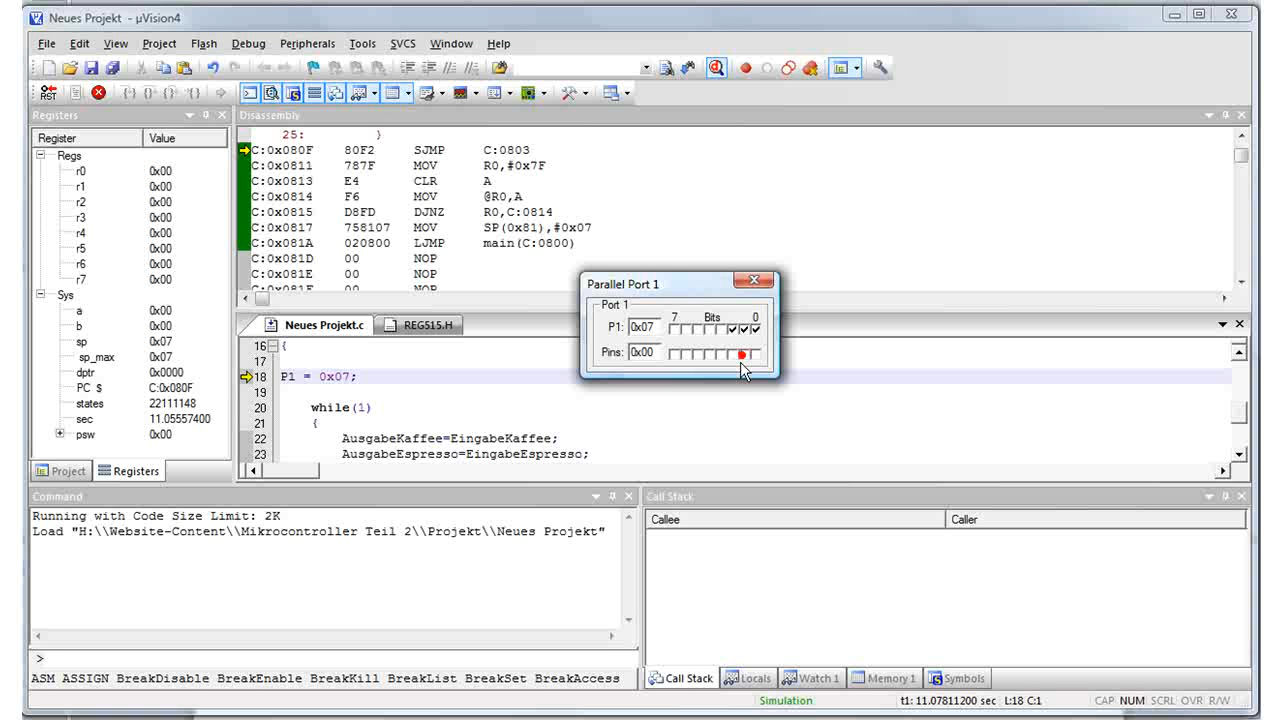 Neues Projekt - µVision4
File Edit View Project Flash Debug Peripherals Tools SVCS Window Help
RST
Registers
Register Value
Regs
r0 0x00
r1 0x00
r2 0x00
r3 0x00
r4 0x00
r5 0x00
r6 0x00
r7 0x00
Sys
a 0x00
b 0x00
sp 0x07
sp_max 0x07
dptr 0x0000
PC $ C:0x080F
states 22111148
sec 11.05557400
psw 0x00
Project Registers
Disassembly
25: }
C:0x080F 80F2 SJMP C:0803
C:0x0811 787F MOV R0,#0x7F
C:0x0813 E4 CLR A
C:0x0814 F6 MOV @R0,A
C:0x0815 D8FD DJNZ R0,C:0814
C:0x0817 758107 MOV SP(0x81),#0x07
C:0x081A 020800 LJMP main(C:0800)
C:0x081D 00 NOP
C:0x081E 00 NOP
C:0x081F 00 NOP
Parallel Port 1
Port 1
7 Bits 0
P1: 0x07
Pins: 0x00
Neues Projekt.c REG515.H
16 {
17
18 P1 = 0x07;
19
20 while(1)
21 {
22 AusgabeKaffee=EingabeKaffee;
23 AusgabeEspresso=EingabeEspresso;
Command
Running with Code Size Limit: 2K
Load "H:\\Website-Content\\Mikrocontroller Teil 2\\Projekt\\Neues Projekt"
>
ASM ASSIGN BreakDisable BreakEnable BreakKill BreakList BreakSet BreakAccess
Call Stack
Callee Caller
Call Stack Locals Watch 1 Memory 1 Symbols
Simulation t1: 11.07811200 sec L:18 C:1 CAP NUM SCRL OVR R/W